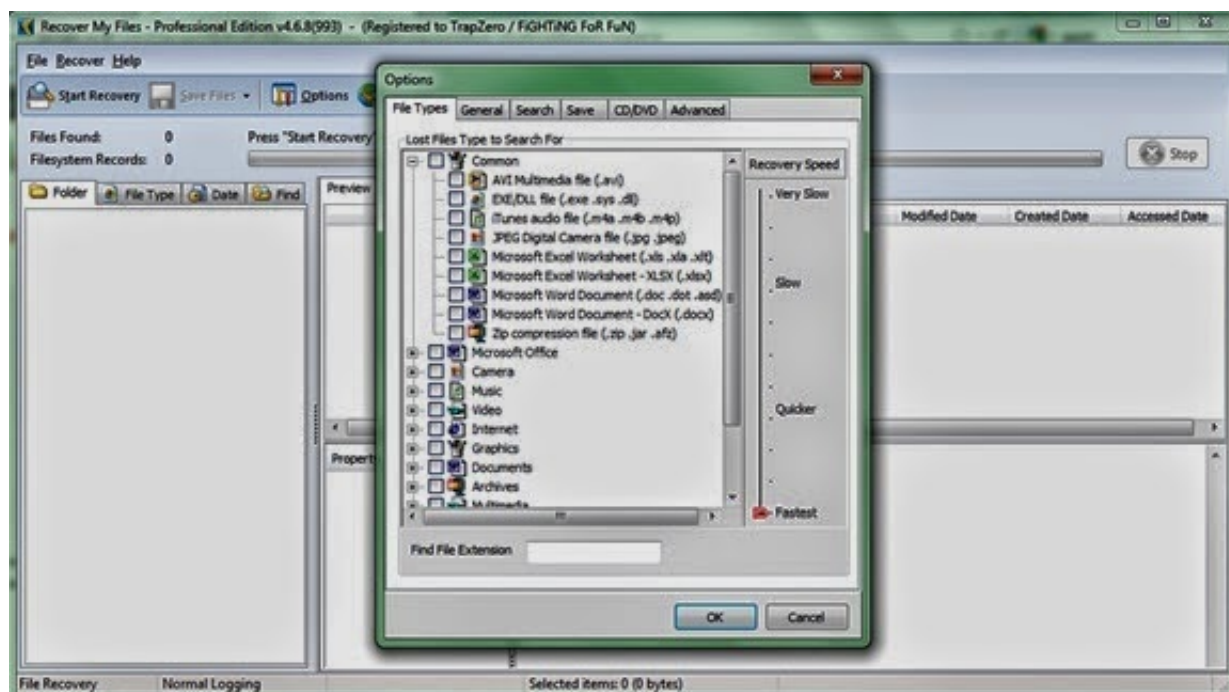 Recover My Files - Professional Edition v4.6.8(993) - (Registered to TrapZero / FiGHTiNG FoR FuN)
File Recover Help
Start Recovery Save Files Options
Files Found: 0 Press "Start Recovery"
Filesystem Records: 0
Stop
Folder File Type Date Find
Preview
Modified Date Created Date Accessed Date
Property
Options
File Types General Search Save CD/DVD Advanced
Lost Files Type to Search For
Common
AVI Multimedia file (.avi)
EXE/DLL file (.exe .sys .dll)
iTunes audio file (.m4a .m4b .m4p)
JPEG Digital Camera file (.jpg .jpeg)
Microsoft Excel Worksheet (.xls .xla .xlt)
Microsoft Excel Worksheet - XLSX (.xlsx)
Microsoft Word Document (.doc .dot .asd)
Microsoft Word Document - DocX (.docx)
Zip compression file (.zip .jar .afz)
Microsoft Office
Camera
Music
Video
Internet
Graphics
Documents
Archives
Multimedia
Recovery Speed
Very Slow
Slow
Quicker
Fastest
Find File Extension
OK Cancel
File Recovery Normal Logging Selected items: 0 (0 bytes)